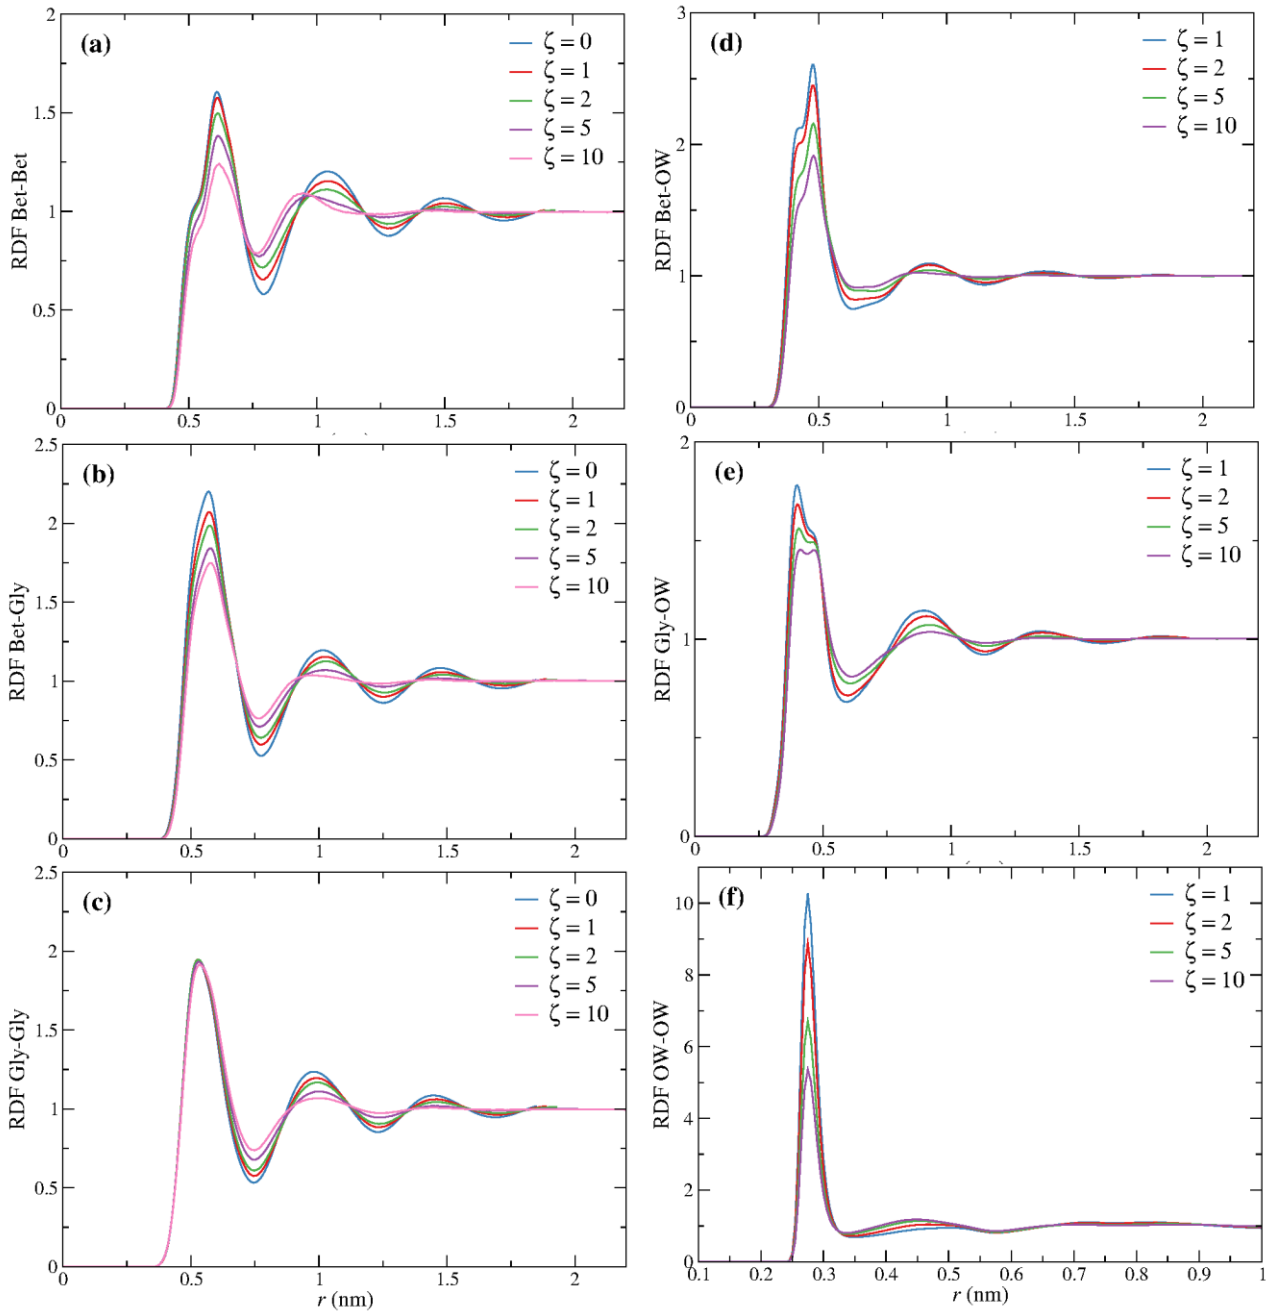 (a)
RDF Bet-Bet
2
1.5
1
0.5
0
0
0.5
1
1.5
2
ζ = 0
ζ = 1
ζ = 2
ζ = 5
ζ = 10
(b)
RDF Bet-Gly
2.5
2
1.5
1
0.5
0
0
0.5
1
1.5
2
ζ = 0
ζ = 1
ζ = 2
ζ = 5
ζ = 10
(c)
RDF Gly-Gly
2.5
2
1.5
1
0.5
0
0
0.5
1
1.5
2
r (nm)
ζ = 0
ζ = 1
ζ = 2
ζ = 5
ζ = 10
(d)
RDF Bet-OW
3
2
1
0
0
0.5
1
1.5
2
ζ = 1
ζ = 2
ζ = 5
ζ = 10
(e)
RDF Gly-OW
2
1
0
0
0.5
1
1.5
2
ζ = 1
ζ = 2
ζ = 5
ζ = 10
(f)
RDF OW-OW
10
8
6
4
2
0
0.1
0.2
0.3
0.4
0.5
0.6
0.7
0.8
0.9
1
r (nm)
ζ = 1
ζ = 2
ζ = 5
ζ = 10